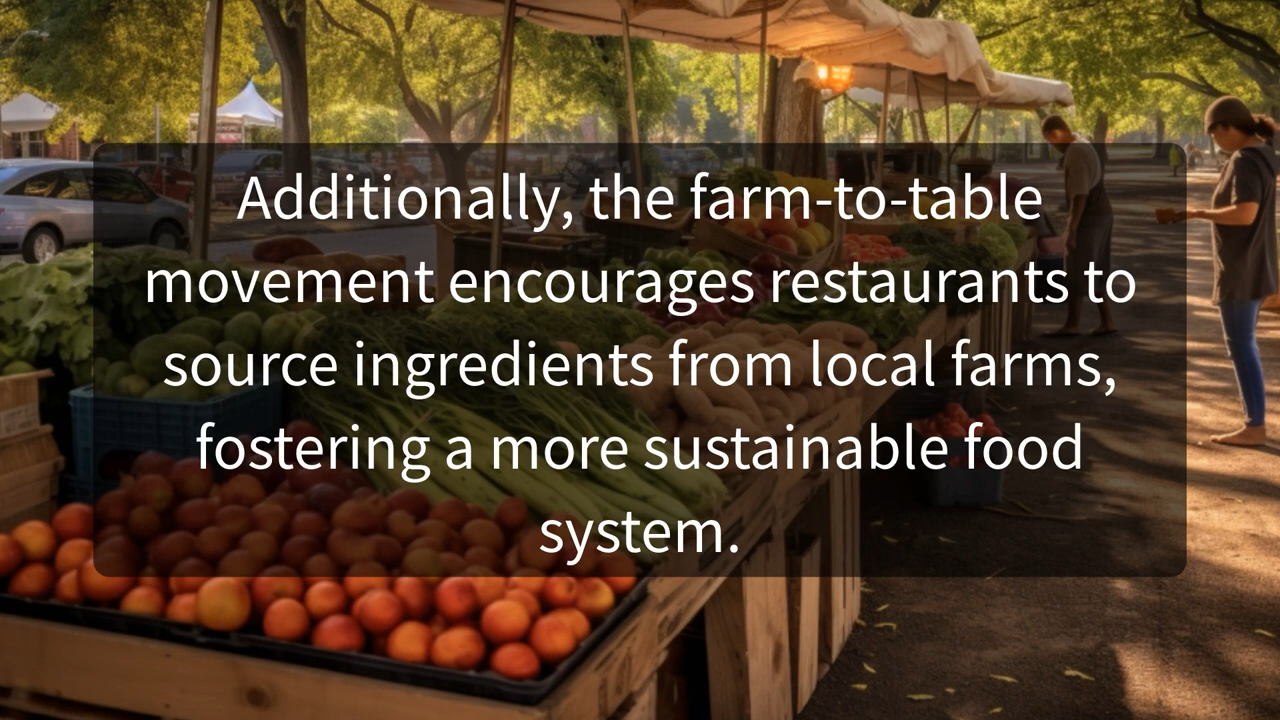 Additionally, the farm-to-table
movement encourages restaurants to
source ingredients from local farms,
fostering a more sustainable food
system.